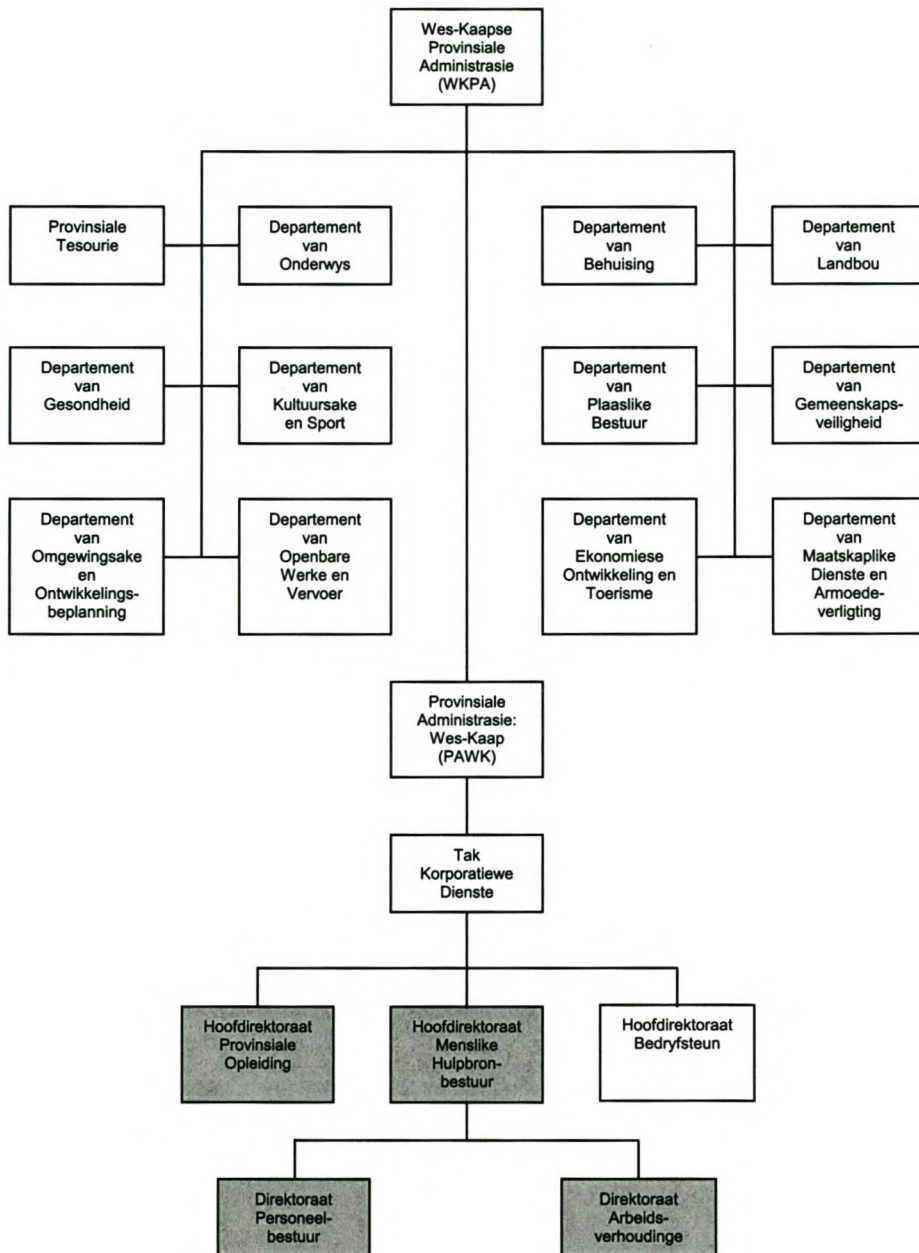 Wes-Kaapse
Provinsiale
Administrasie
(WKPA)
Provinsiale
Tesourie
Departement
van
Onderwys
Departement
van
Behuising
Departement
van
Landbou
Departement
van
Gesondheid
Departement
van
Kultuursake
en Sport
Departement
van
Plaaslike
Bestuur
Departement
van
Gemeenskaps-
veiligheid
Departement
van
Omgewingsake
en
Ontwikkelings-
beplanning
Departement
van
Openbare
Werke en
Vervoer
Departement
van
Ekonomiese
Ontwikkeling en
Toerisme
Departement
van
Maatskaplike
Dienste en
Armoede-
verligting
Provinsiale
Administrasie:
Wes-Kaap
(PAWK)
Tak
Korporatiewe
Dienste
Hoofdirektoraat
Provinsiale
Opleiding
Hoofdirektoraat
Menslike
Hulpbron-
bestuur
Hoofdirektoraat
Bedryfsteun
Direktoraat
Personeel-
bestuur
Direktoraat
Arbeids-
verhoudinge